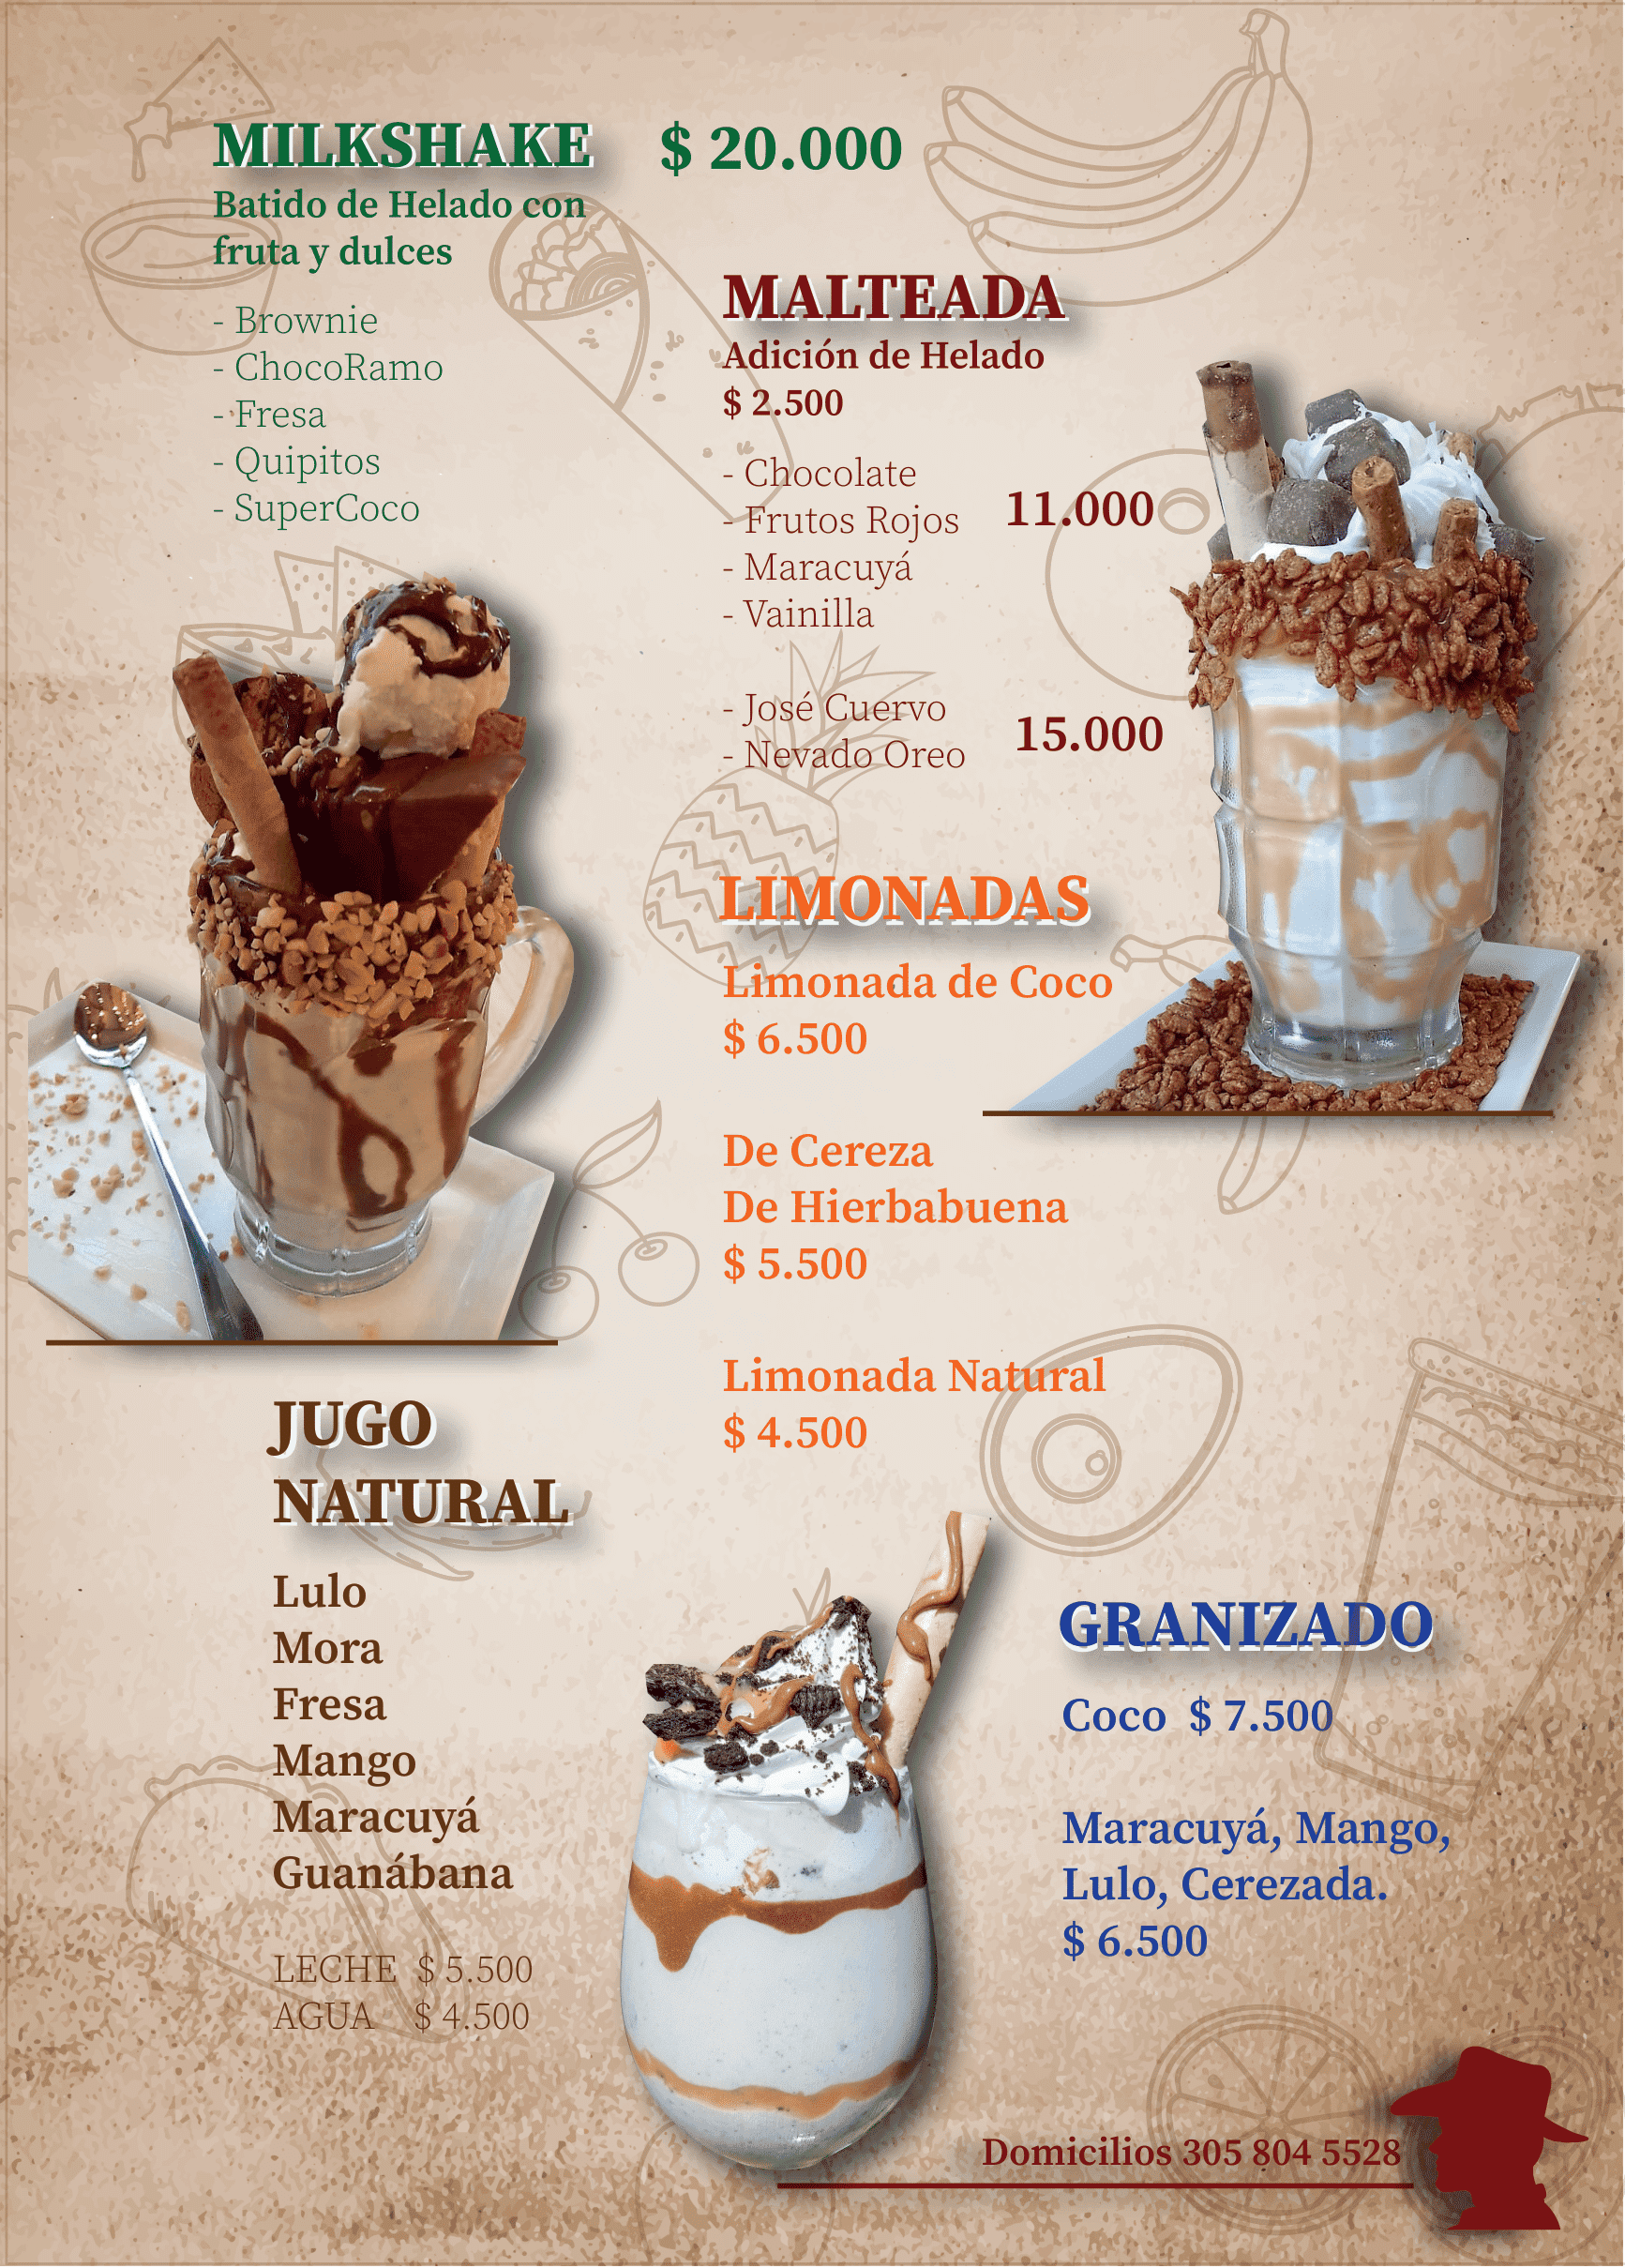 MILKSHAKE $ 20.000
Batido de Helado con
fruta y dulces
- Brownie
- ChocoRamo
- Fresa
- Quipitos
- SuperCoco
MALTEADA
Adición de Helado
$ 2.500
- Chocolate
- Frutos Rojos
- Maracuyá
- Vainilla
11.000
- José Cuervo
- Nevado Oreo
15.000
LIMONADAS
Limonada de Coco
$ 6.500
De Cereza
De Hierbabuena
$ 5.500
Limonada Natural
$ 4.500
JUGO
NATURAL
Lulo
Mora
Fresa
Mango
Maracuyá
Guanábana
LECHE $ 5.500
AGUA $ 4.500
GRANIZADO
Coco $ 7.500
Maracuyá, Mango,
Lulo, Cerezada.
$ 6.500
Domicilios 305 804 5528